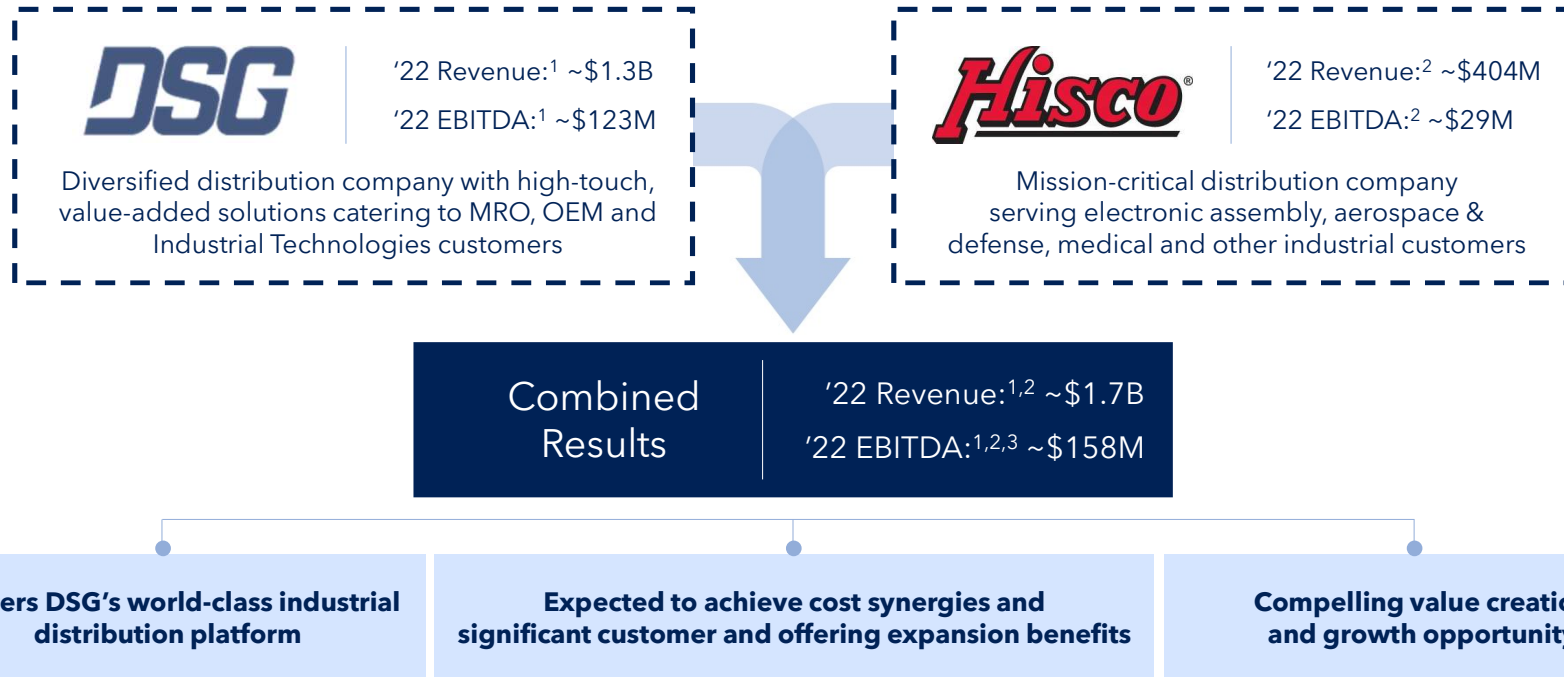 DSG
'22 Revenue:1 ~$1.3B
'22 EBITDA:1 ~$123M
Diversified distribution company with high-touch,
value-added solutions catering to MRO, OEM and
Industrial Technologies customers
Hisco®
'22 Revenue:2 ~$404M
'22 EBITDA:2 ~$29M
Mission-critical distribution company
serving electronic assembly, aerospace &
defense, medical and other industrial customers
Combined
Results
'22 Revenue:1,2 ~$1.7B
'22 EBITDA:1,2,3 ~$158M
DSG's world-class industrial
distribution platform
Expected to achieve cost synergies and
significant customer and offering expansion benefits
Compelling value
and growth